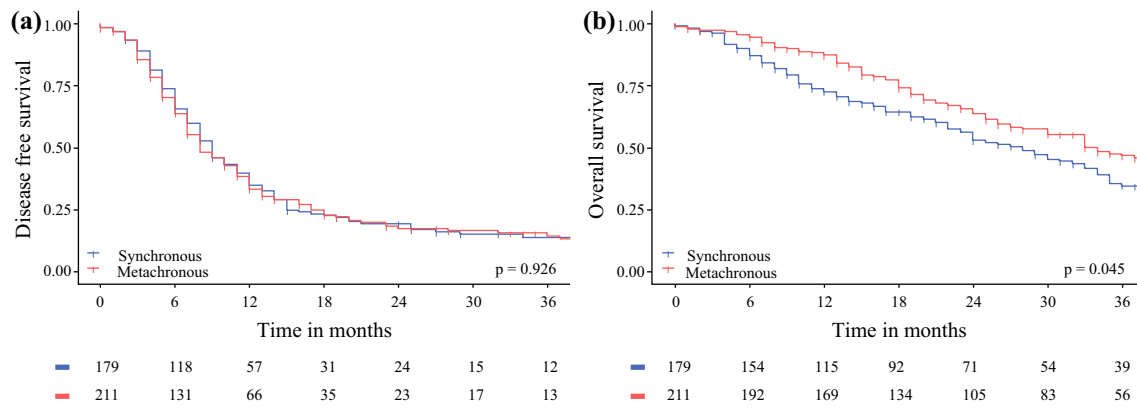 (a)
Disease free survival
1.00
0.75
0.50
0.25
0.00
Synchronous
Metachronous
p = 0.926
0 6 12 18 24 30 36
Time in months
179 118 57 31 24 15 12
211 131 66 35 23 17 13
(b)
Overall survival
1.00
0.75
0.50
0.25
0.00
Synchronous
Metachronous
p = 0.045
0 6 12 18 24 30 36
Time in months
179 154 115 92 71 54 39
211 192 169 134 105 83 56